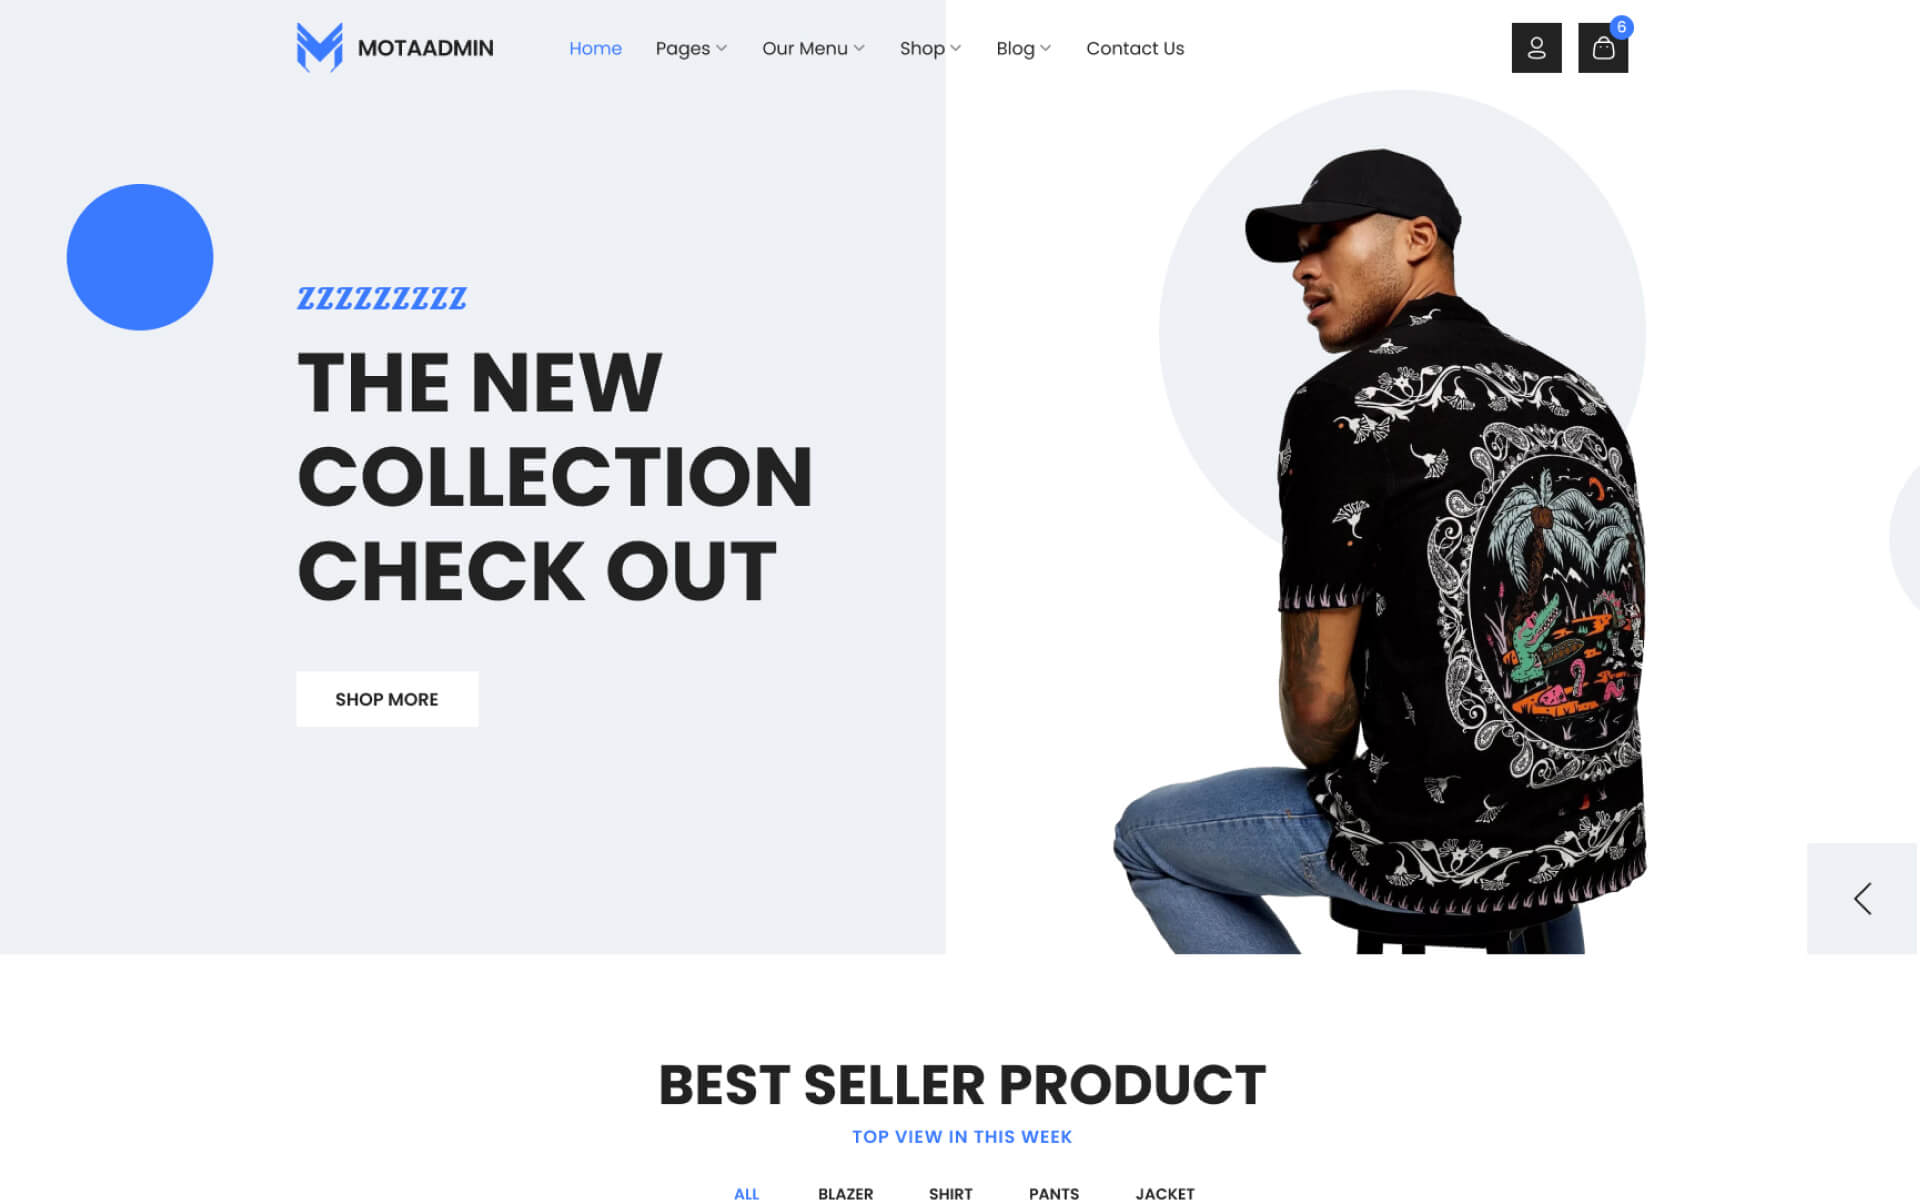 MOTAADMIN
Home Pages Our Menu Shop Blog Contact Us
6
ZZZZZZZZZ
THE NEW
COLLECTION
CHECK OUT
SHOP MORE
BEST SELLER PRODUCT
TOP VIEW IN THIS WEEK
ALL BLAZER SHIRT PANTS JACKET